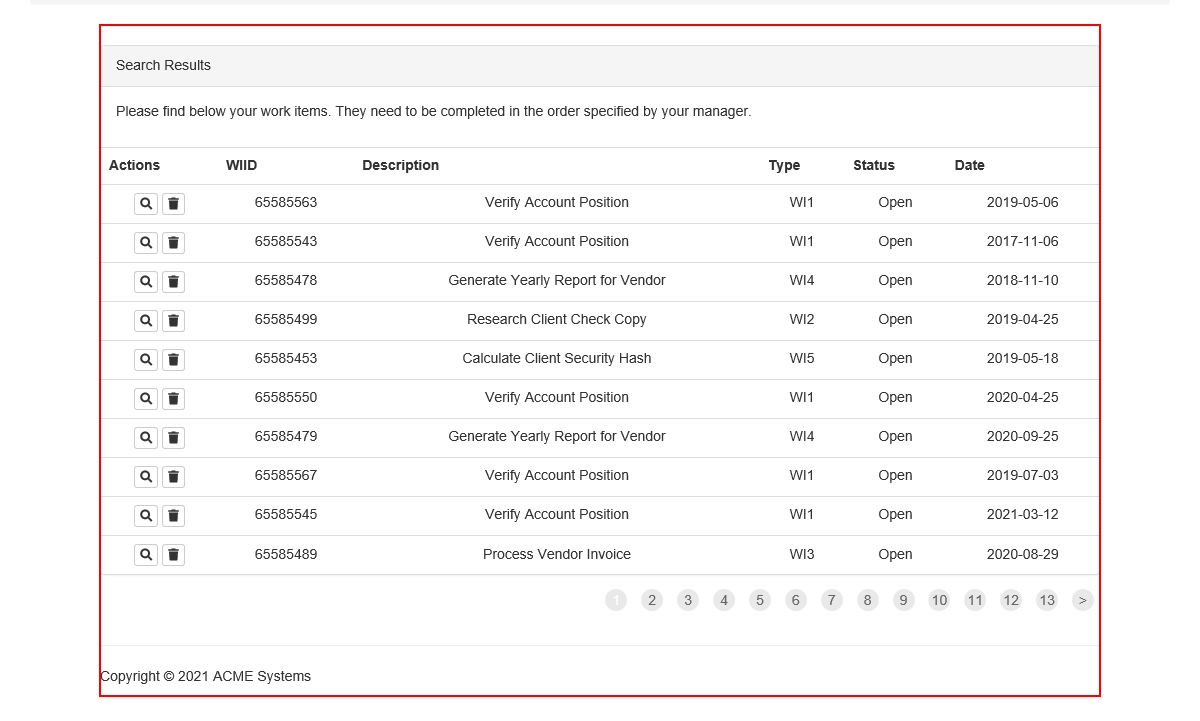 Search Results
Please find below your work items. They need to be completed in the order specified by your manager.
Actions WIID Description Type Status Date
65585563 Verify Account Position WI1 Open 2019-05-06
65585543 Verify Account Position WI1 Open 2017-11-06
65585478 Generate Yearly Report for Vendor WI4 Open 2018-11-10
65585499 Research Client Check Copy WI2 Open 2019-04-25
65585453 Calculate Client Security Hash WI5 Open 2019-05-18
65585550 Verify Account Position WI1 Open 2020-04-25
65585479 Generate Yearly Report for Vendor WI4 Open 2020-09-25
65585567 Verify Account Position WI1 Open 2019-07-03
65585545 Verify Account Position WI1 Open 2021-03-12
65585489 Process Vendor Invoice WI3 Open 2020-08-29
1 2 3 4 5 6 7 8 9 10 11 12 13 >
Copyright © 2021 ACME Systems